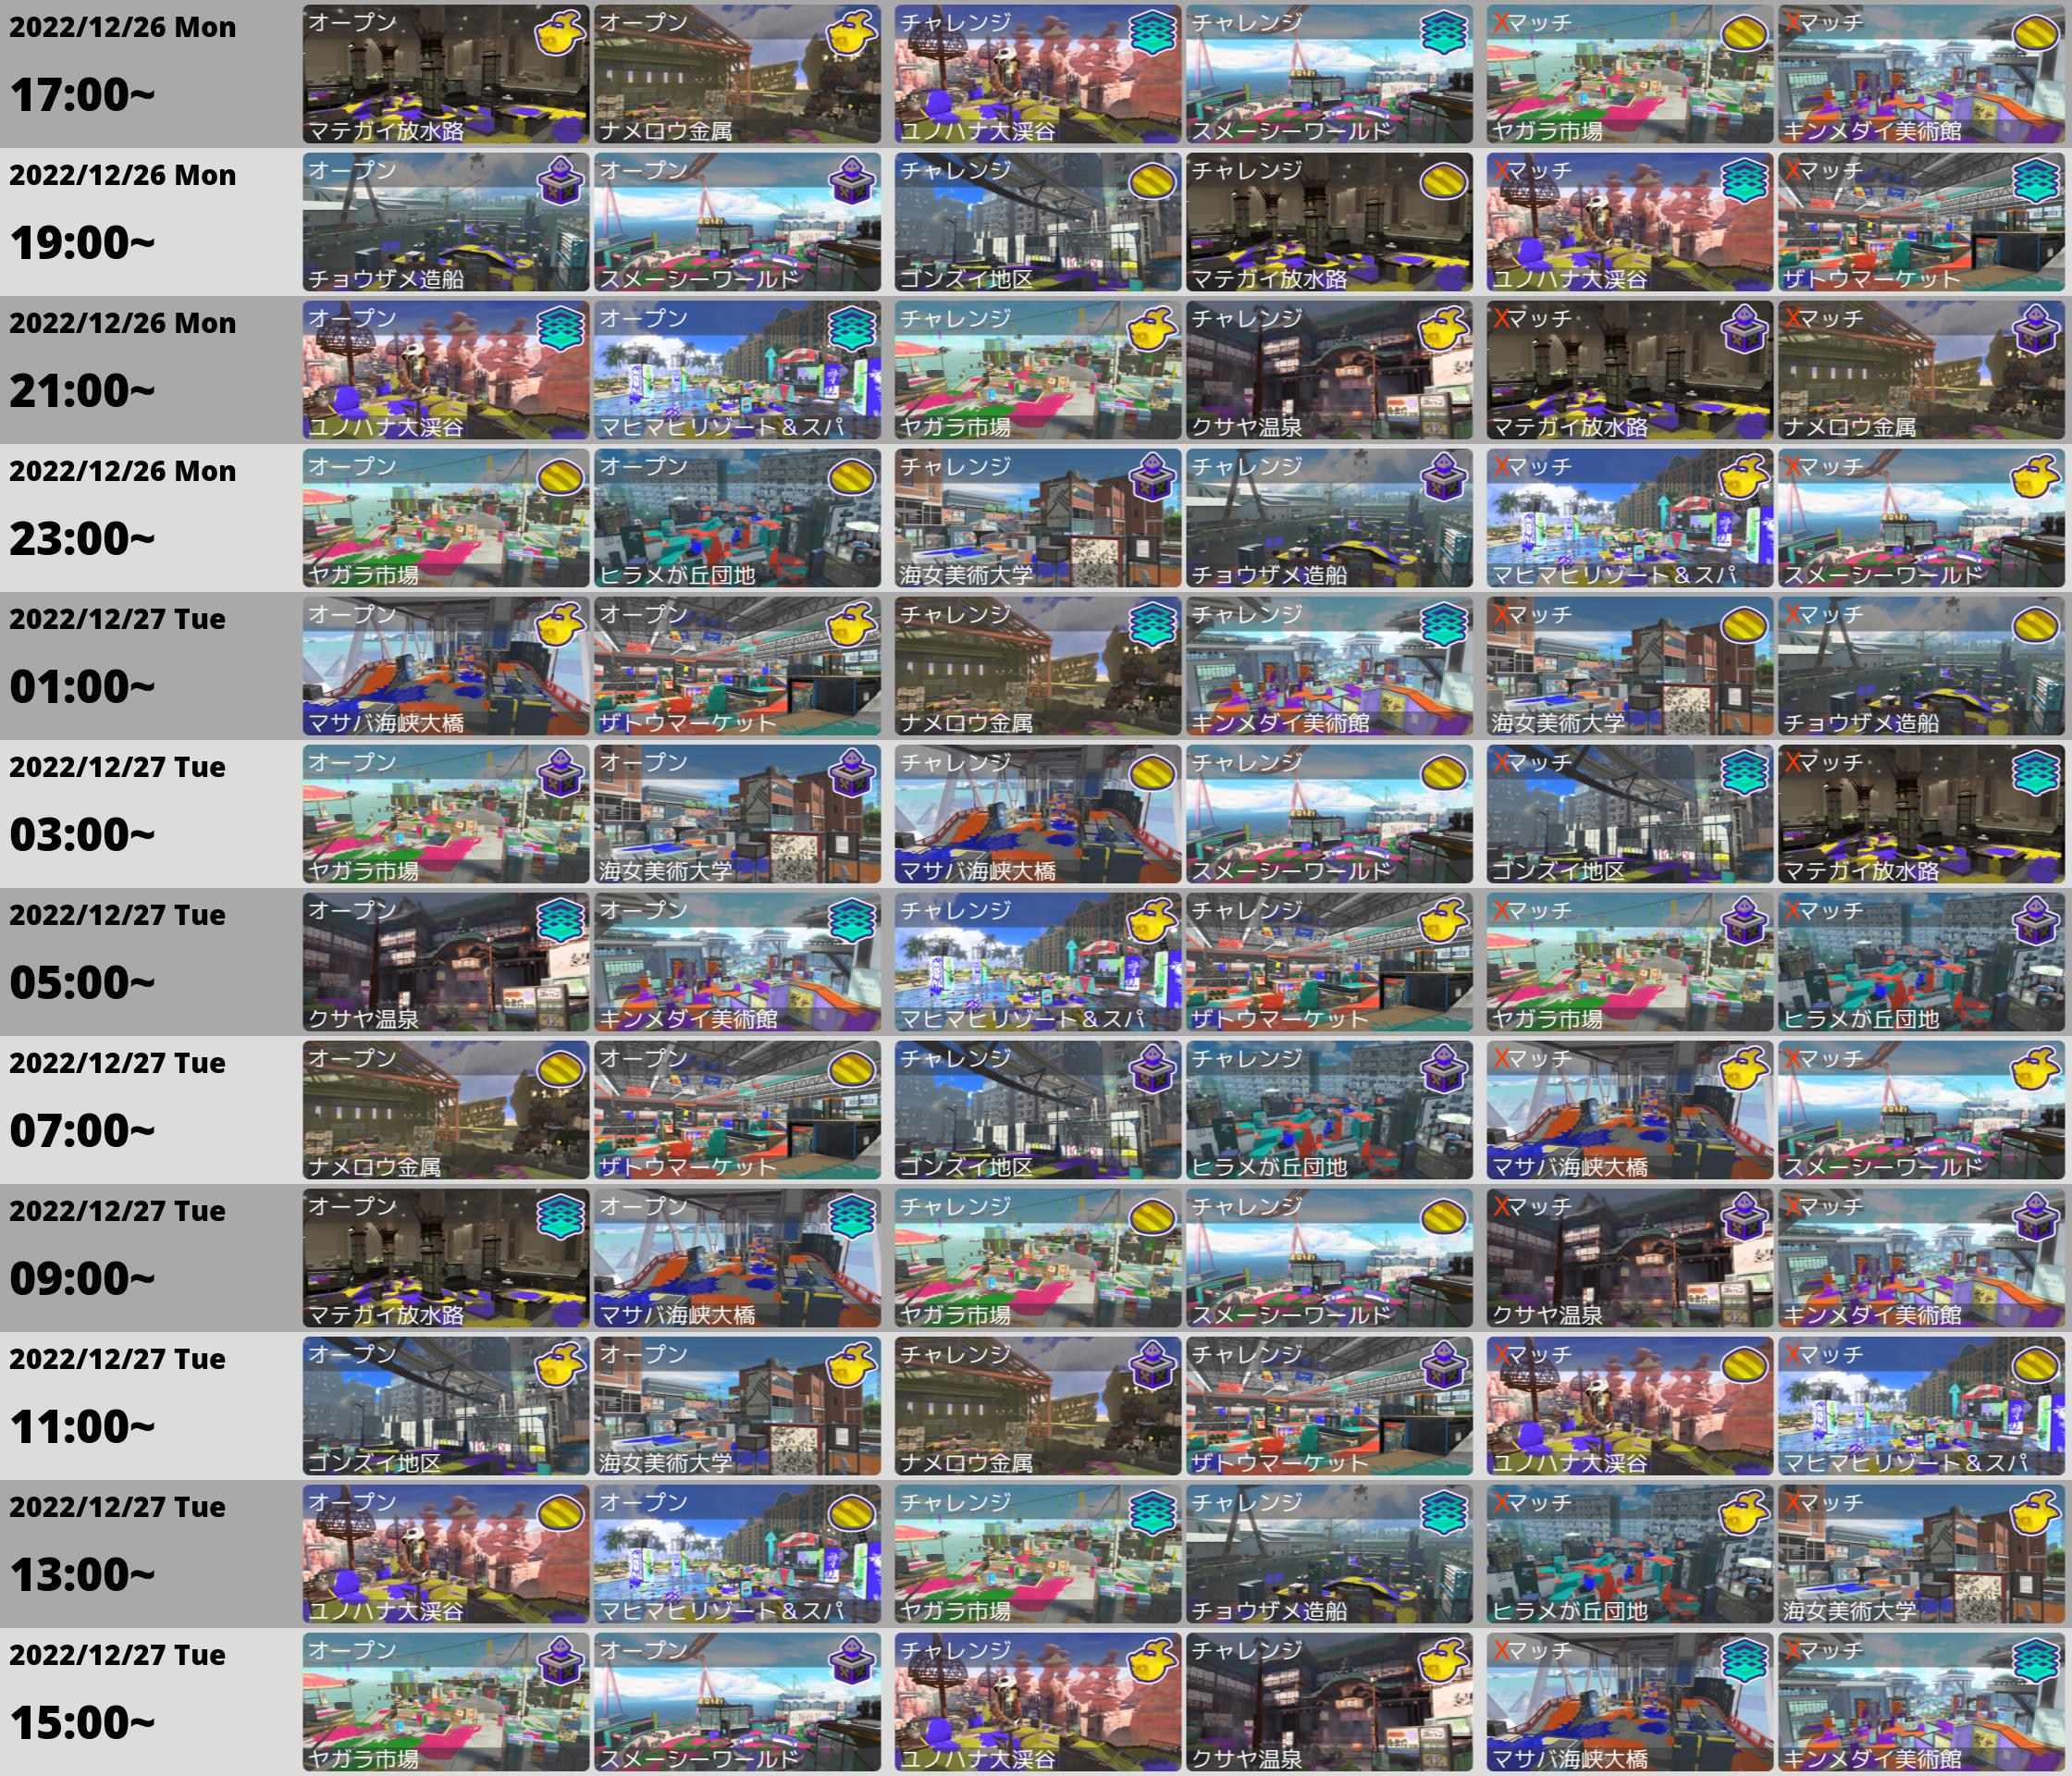 2022/12/26 Mon
17:00~
オープン オープン チャレンジ チャレンジ Xマッチ Xマッチ
マテガイ放水路 ナメロウ金属 ユノハナ大渓谷 スメーシーワールド ヤガラ市場 キンメダイ美術館
2022/12/26 Mon
19:00~
オープン オープン チャレンジ チャレンジ Xマッチ Xマッチ
チョウザメ造船 スメーシーワールド ゴンズイ地区 マテガイ放水路 ユノハナ大渓谷 ザトウマーケット
2022/12/26 Mon
21:00~
オープン オープン チャレンジ チャレンジ Xマッチ Xマッチ
ユノハナ大渓谷 マヒマヒリゾート&スパ ヤガラ市場 クサヤ温泉 マテガイ放水路 ナメロウ金属
2022/12/26 Mon
23:00~
オープン オープン チャレンジ チャレンジ Xマッチ Xマッチ
ヤガラ市場 ヒラメが丘団地 海女美術大学 チョウザメ造船 マヒマヒリゾート&スパ スメーシーワールド
2022/12/27 Tue
01:00~
オープン オープン チャレンジ チャレンジ Xマッチ Xマッチ
マサバ海峡大橋 ザトウマーケット ナメロウ金属 キンメダイ美術館 海女美術大学 チョウザメ造船
2022/12/27 Tue
03:00~
オープン オープン チャレンジ チャレンジ Xマッチ Xマッチ
ヤガラ市場 海女美術大学 マサバ海峡大橋 スメーシーワールド ゴンズイ地区 マテガイ放水路
2022/12/27 Tue
05:00~
オープン オープン チャレンジ チャレンジ Xマッチ Xマッチ
クサヤ温泉 キンメダイ美術館 マヒマヒリゾート&スパ ザトウマーケット ヤガラ市場 ヒラメが丘団地
2022/12/27 Tue
07:00~
オープン オープン チャレンジ チャレンジ Xマッチ Xマッチ
ナメロウ金属 ザトウマーケット ゴンズイ地区 ヒラメが丘団地 マサバ海峡大橋 スメーシーワールド
2022/12/27 Tue
09:00~
オープン オープン チャレンジ チャレンジ Xマッチ Xマッチ
マテガイ放水路 マサバ海峡大橋 ヤガラ市場 スメーシーワールド クサヤ温泉 キンメダイ美術館
2022/12/27 Tue
11:00~
オープン オープン チャレンジ チャレンジ Xマッチ Xマッチ
ゴンズイ地区 海女美術大学 ナメロウ金属 ザトウマーケット ユノハナ大渓谷 マヒマヒリゾート&スパ
2022/12/27 Tue
13:00~
オープン オープン チャレンジ チャレンジ Xマッチ Xマッチ
ユノハナ大渓谷 マヒマヒリゾート&スパ ヤガラ市場 チョウザメ造船 ヒラメが丘団地 海女美術大学
2022/12/27 Tue
15:00~
オープン オープン チャレンジ チャレンジ Xマッチ Xマッチ
ヤガラ市場 スメーシーワールド ユノハナ大渓谷 クサヤ温泉 マサバ海峡大橋 キンメダイ美術館